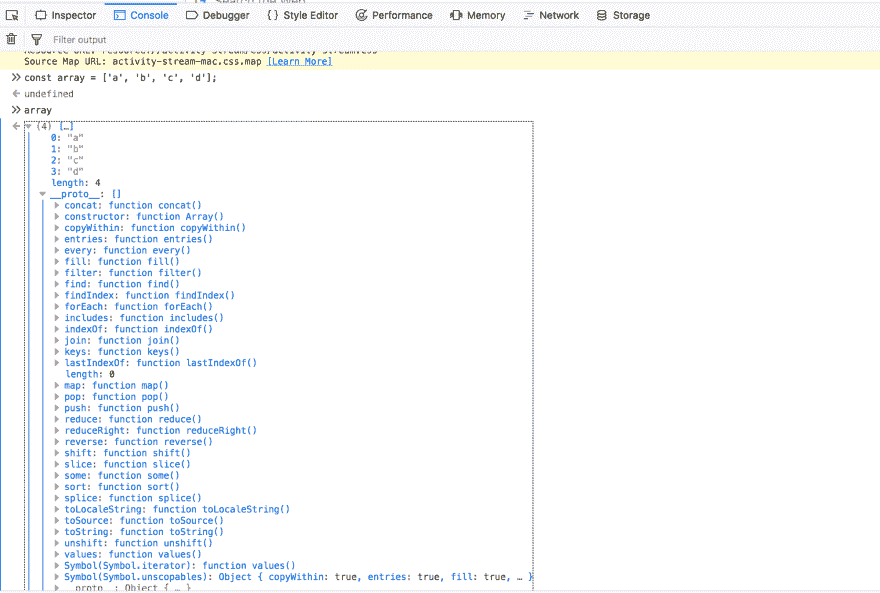 Inspector Console Debugger { } Style Editor Performance Memory Network Storage
Filter output
Source Map URL: activity-stream-mac.css.map [Learn More]
>> const array = ['a', 'b', 'c', 'd'];
undefined
>> array
(4) […]
0: "a"
1: "b"
2: "c"
3: "d"
length: 4
__proto__: []
concat: function concat()
constructor: function Array()
copyWithin: function copyWithin()
entries: function entries()
every: function every()
fill: function fill()
filter: function filter()
find: function find()
findIndex: function findIndex()
forEach: function forEach()
includes: function includes()
indexOf: function indexOf()
join: function join()
keys: function keys()
lastIndexOf: function lastIndexOf()
length: 0
map: function map()
pop: function pop()
push: function push()
reduce: function reduce()
reduceRight: function reduceRight()
reverse: function reverse()
shift: function shift()
slice: function slice()
some: function some()
sort: function sort()
splice: function splice()
toLocaleString: function toLocaleString()
toSource: function toSource()
toString: function toString()
unshift: function unshift()
values: function values()
Symbol(Symbol.iterator): function values()
Symbol(Symbol.unscopables): Object { copyWithin: true, entries: true, fill: true, … }
__proto__: Object { … }